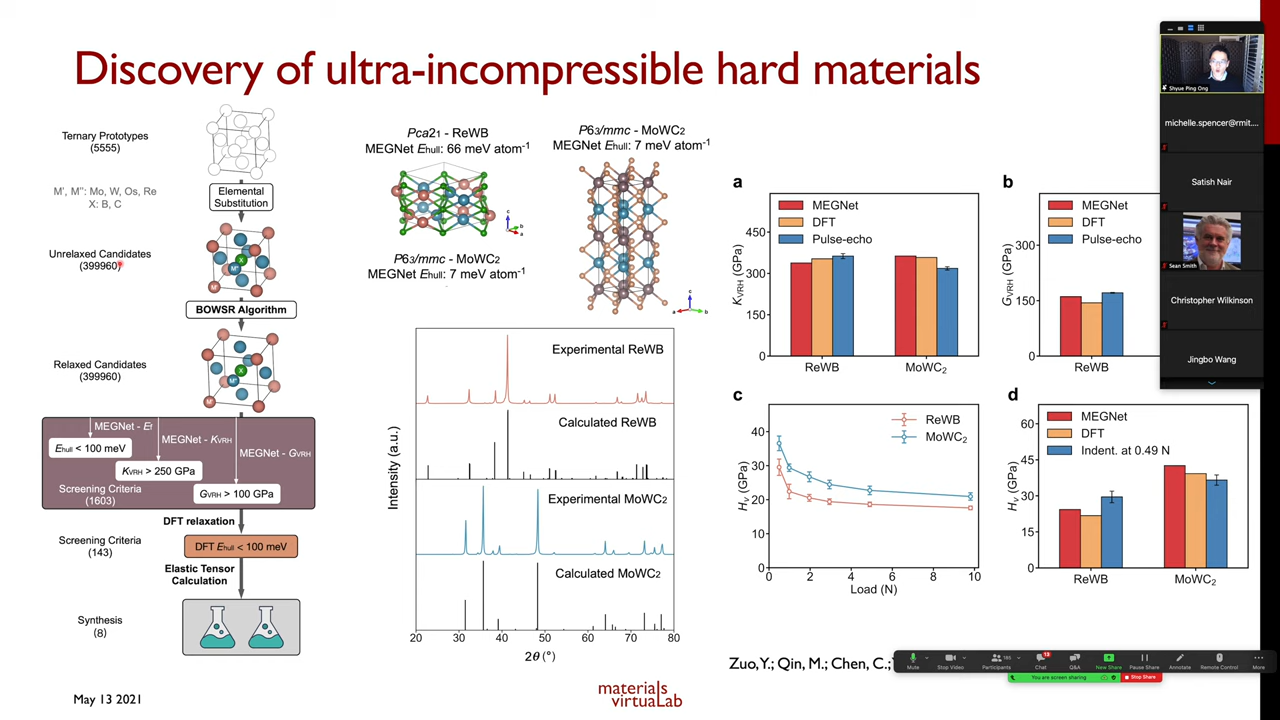 Discovery of ultra-incompressible hard materials
Ternary Prototypes
(5555)
M', M'': Mo, W, Os, Re
X: B, C
Elemental
Substitution
Unrelaxed Candidates
(399960)
BOWSR Algorithm
Relaxed Candidates
(399960)
MEGNet - Ef
MEGNet - KVRH
MEGNet - GVRH
Ehull < 100 meV
KVRH > 250 GPa
GVRH > 100 GPa
Screening Criteria
(1603)
DFT relaxation
Screening Criteria
(143)
DFT Ehull < 100 meV
Elastic Tensor
Calculation
Synthesis
(8)
Pca21 - ReWB
MEGNet Ehull: 66 meV atom-1
P63/mmc - MoWC2
MEGNet Ehull: 7 meV atom-1
P63/mmc - MoWC2
MEGNet Ehull: 7 meV atom-1
Experimental ReWB
Calculated ReWB
Experimental MoWC2
Calculated MoWC2
Intensity (a.u.)
20 30 40 50 60 70 80
2θ (°)
a
MEGNet
DFT
Pulse-echo
KVRH (GPa)
450
300
150
0
ReWB MoWC2
b
MEGNet
DFT
Pulse-echo
GVRH (GPa)
300
150
0
ReWB
c
ReWB
MoWC2
HV (GPa)
40
30
20
10
0
0 2 4 6 8 10
Load (N)
d
MEGNet
DFT
Indent. at 0.49 N
HV (GPa)
60
45
30
15
0
ReWB MoWC2
Zuo,Y.; Qin, M.; Chen, C.;
May 13 2021
materials
virtuaLab
Shyue Ping Ong
michelle.spencer@rmit....
Satish Nair
Sean Smith
Christopher Wilkinson
Jingbo Wang
Mute
Stop Video
Participants
Chat
Q&A
New Share
Pause Share
Annotate
Remote Control
More
You are screen sharing
Stop Share